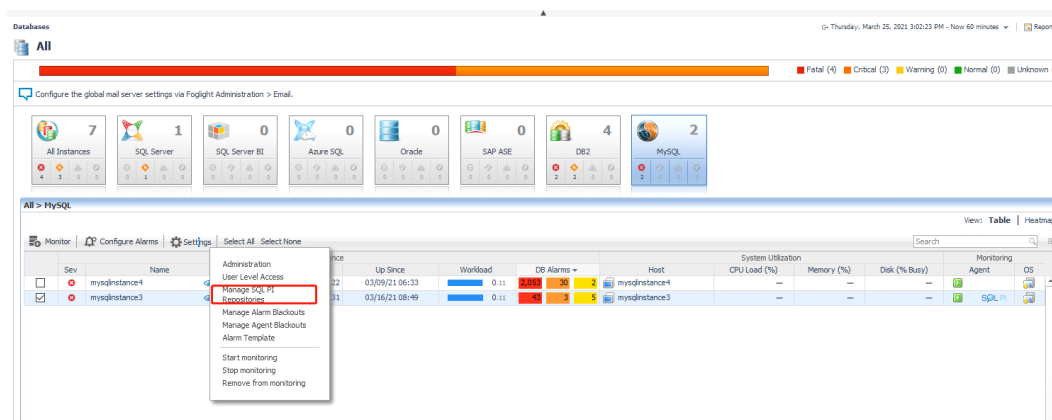 Databases
Thursday, March 25, 2021 3:02:23 PM - Now 60 minutes
Report
All
Fatal (4) Critical (3) Warning (0) Normal (0) Unknown
Configure the global mail server settings via Foglight Administration > Email.
7 1 0 0 0 0 4 2
All Instances SQL Server SQL Server BI Azure SQL Oracle SAP ASE DB2 MySQL
4 3 0 0 0 1 0 0 0 0 0 0 0 0 0 0 0 0 0 0 0 0 0 0 2 2 0 0 2 0 0 0
All > MySQL
View: Table | Heatmap
Monitor Configure Alarms Settings Select All Select None Search
nce System Utilization Monitoring
Sev Name Up Since Workload DB Alarms Host CPU Load (%) Memory (%) Disk (% Busy) Agent OS
mysqlinstance4 22 03/09/21 06:33 0.11 2,053 30 2 mysqlinstance4 — — —
mysqlinstance3 31 03/16/21 08:49 0.11 43 3 5 mysqlinstance3 — — — SQL PI
Administration
User Level Access
Manage SQL PI
Repositories
Manage Alarm Blackouts
Manage Agent Blackouts
Alarm Template
Start monitoring
Stop monitoring
Remove from monitoring